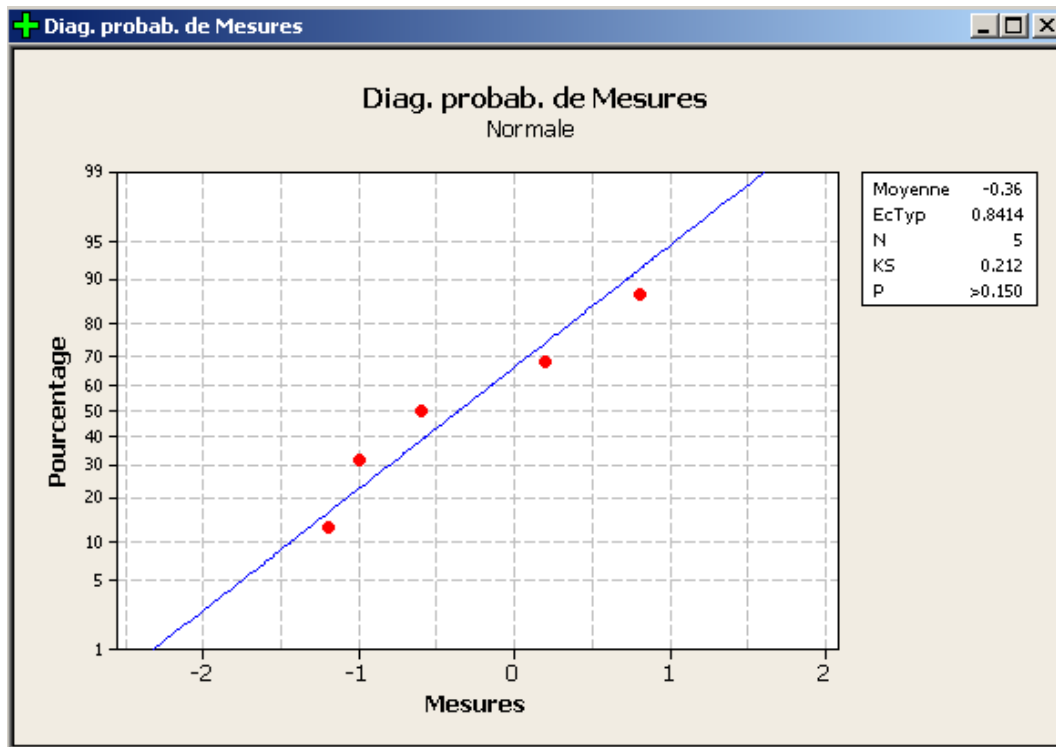 Diag. probab. de Mesures
Diag. probab. de Mesures
Normale
Moyenne -0.36
EcTyp 0.8414
N 5
KS 0.212
P >0.150
Pourcentage
99
95
90
80
70
60
50
40
30
20
10
5
1
-2 -1 0 1 2
Mesures